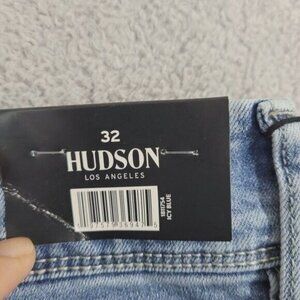 32
HUDSON
LOS ANGELES
ICY BLUE